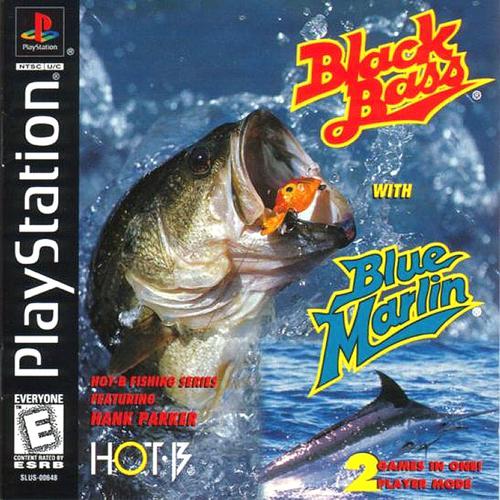 PlayStation
NTSC U/C
PlayStation®
Black
Bass®
WITH
Blue
Marlin®
HOT-B FISHING SERIES
FEATURING
HANK PARKER
HOT·B
EVERYONE
E
CONTENT RATED BY
ESRB
SLUS-00648
2 GAMES IN ONE!
PLAYER MODE